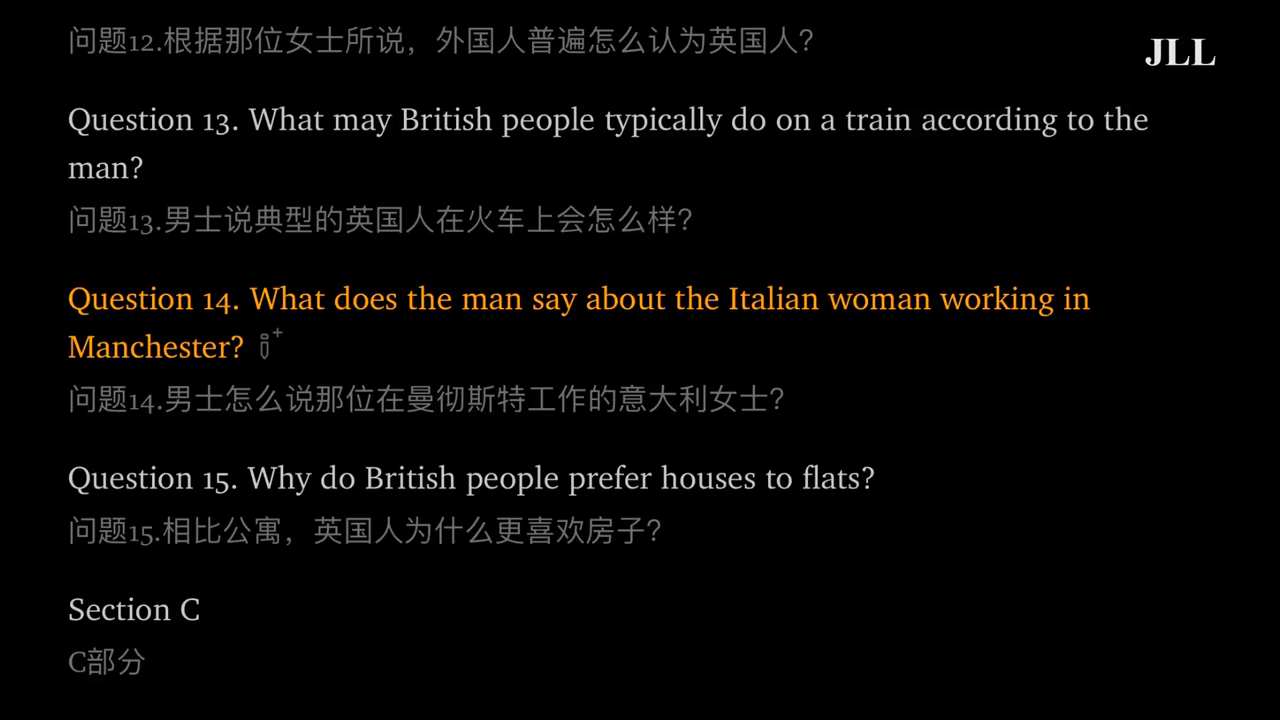 问题12.根据那位女士所说，外国人普遍怎么认为英国人？
JLL
Question 13. What may British people typically do on a train according to the
man?
问题13.男士说典型的英国人在火车上会怎么样？
Question 14. What does the man say about the Italian woman working in
Manchester?
问题14.男士怎么说那位在曼彻斯特工作的意大利女士？
Question 15. Why do British people prefer houses to flats?
问题15.相比公寓，英国人为什么更喜欢房子？
Section C
C部分